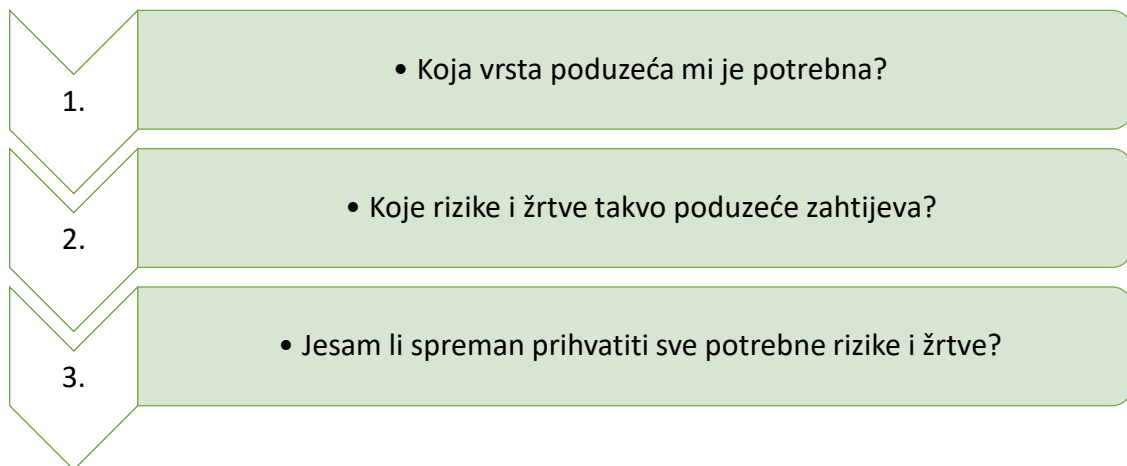 1.
• Koja vrsta poduzeća mi je potrebna?
2.
• Koje rizike i žrtve takvo poduzeće zahtijeva?
3.
• Jesam li spreman prihvatiti sve potrebne rizike i žrtve?